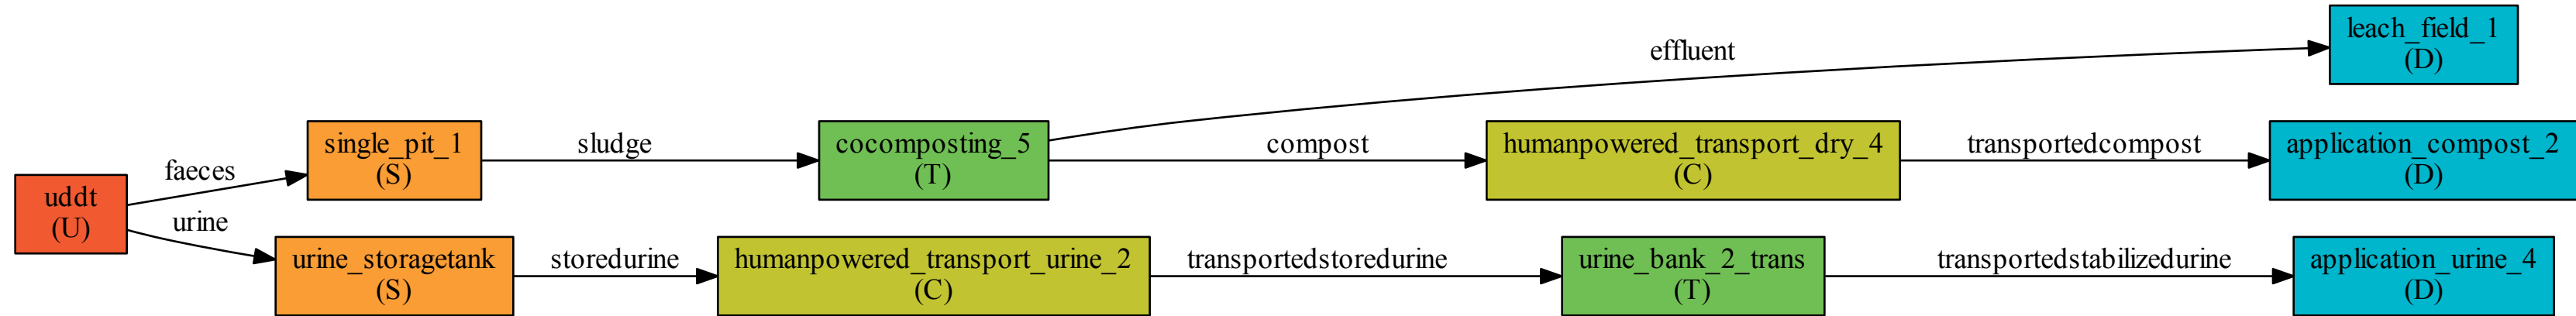 leach_field_1
(D)
effluent
single_pit_1
(S)
sludge
cocomposting_5
(T)
compost
humanpowered_transport_dry_4
(C)
transportedcompost
application_compost_2
(D)
faeces
uddt
(U)
urine
urine_storagetank
(S)
storedurine
humanpowered_transport_urine_2
(C)
transportedstoredurine
urine_bank_2_trans
(T)
transportedstabilizedurine
application_urine_4
(D)